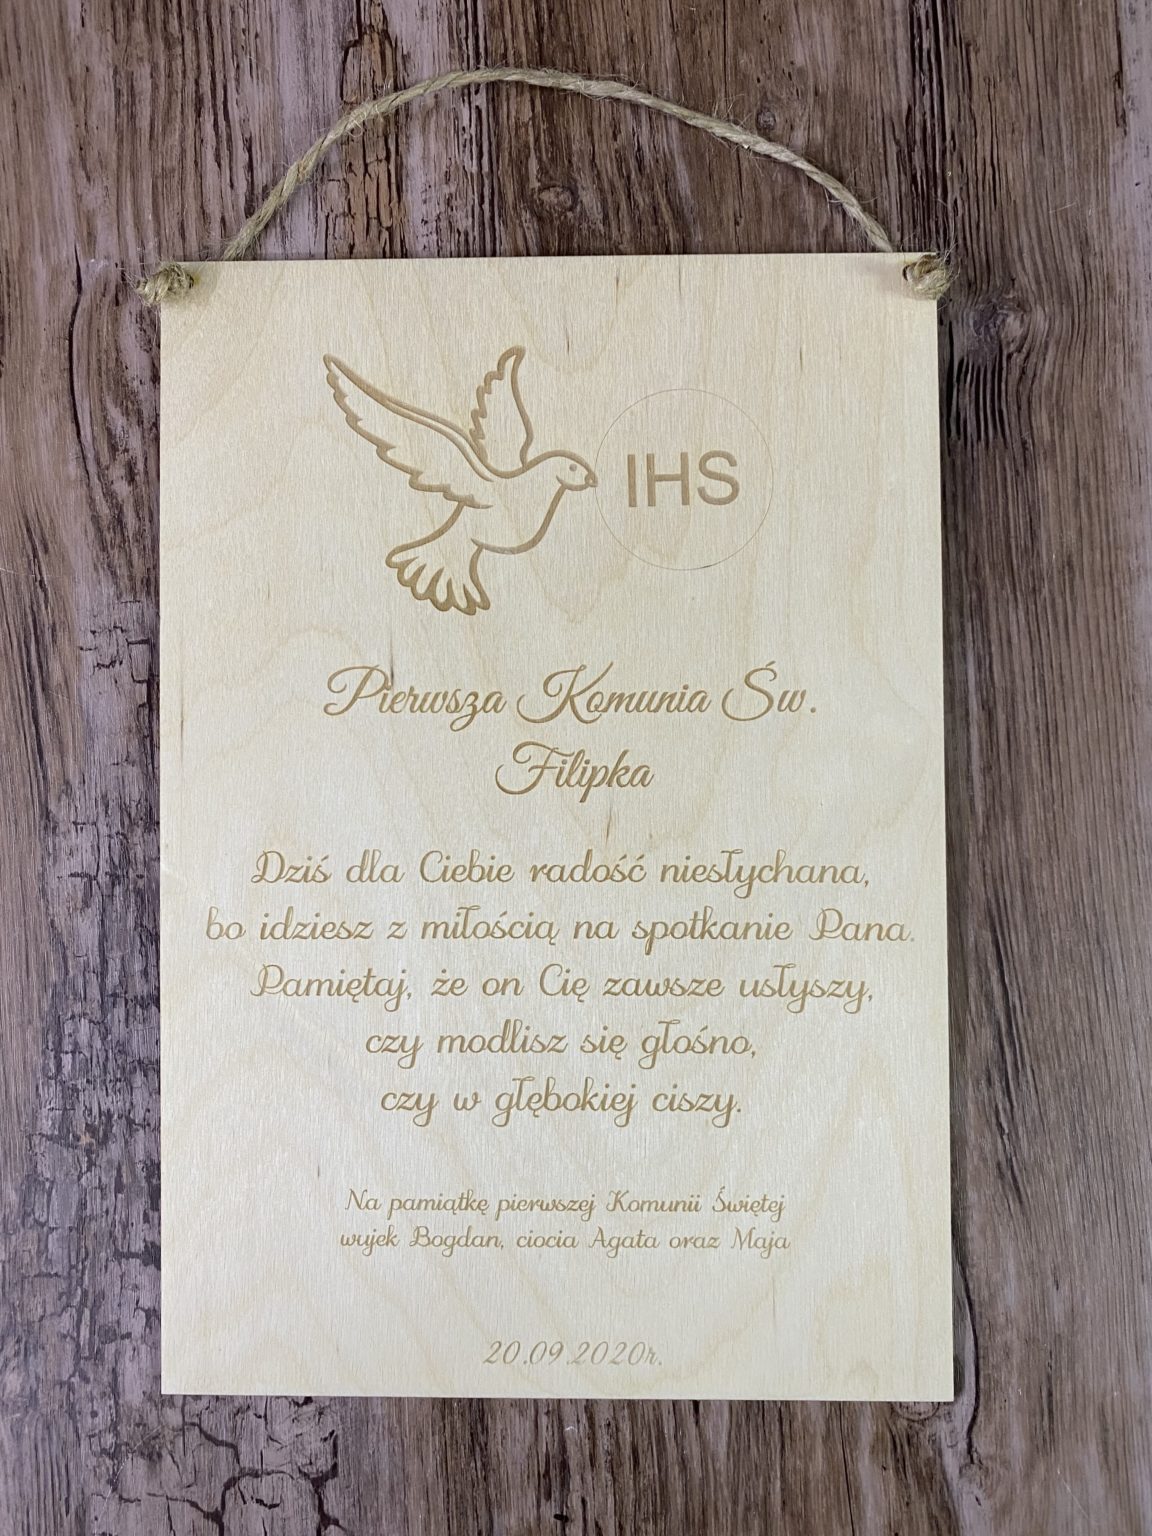 IHS
Pierwsza Komunia Św.
Filipka
Dziś dla Ciebie radość niesłychana,
bo idziesz z miłością na spotkanie Pana.
Pamiętaj, że on Cię zawsze usłyszy,
czy modlisz się głośno,
czy w głębokiej ciszy.
Na pamiątkę pierwszej Komunii Świętej
wujek Bogdan, ciocia Agata oraz Maja
20.09.2020r.